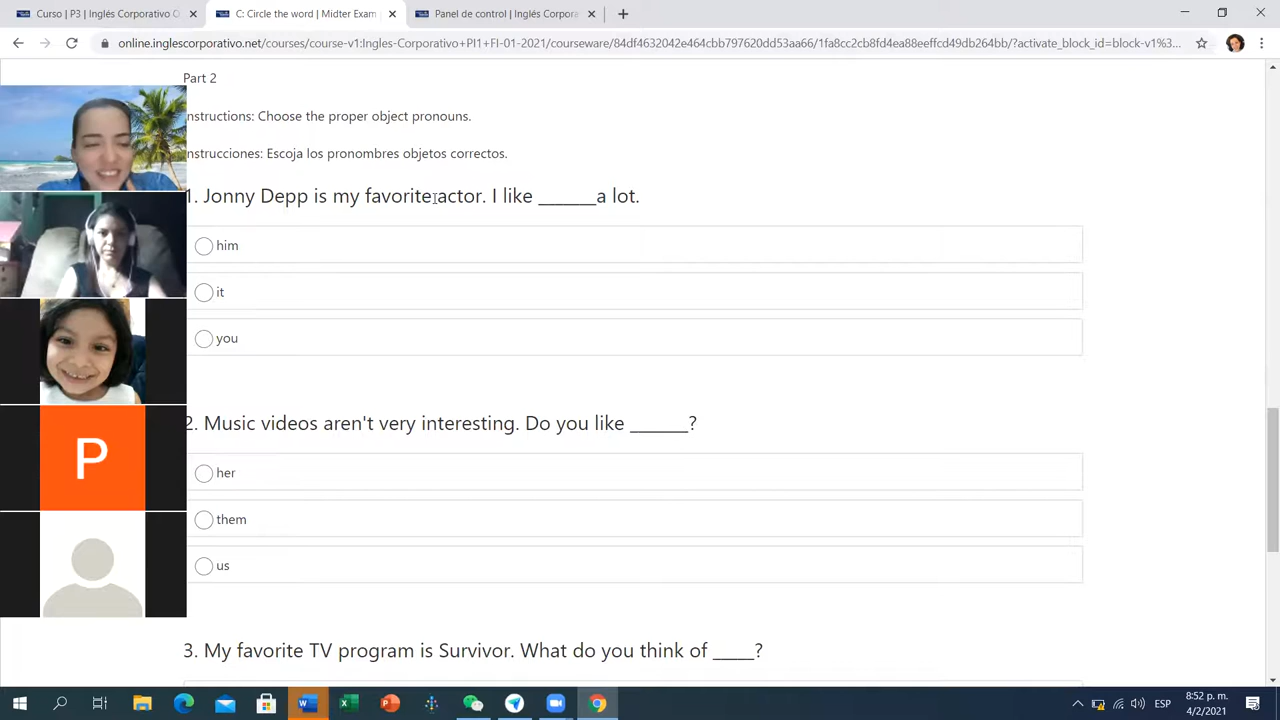 Curso | P3 | Inglés Corporativo O
C: Circle the word | Midter Exam
Panel de control | Inglés Corpora
online.inglescorporativo.net/courses/course-v1:Ingles-Corporativo+PI1+FI-01-2021/courseware/84df4632042e464cbb797620dd53aa66/1fa8cc2cb8fd4ea88eeffcd49db264bb/?activate_block_id=block-v1%3...
Part 2
nstructions: Choose the proper object pronouns.
nstrucciones: Escoja los pronombres objetos correctos.
1. Jonny Depp is my favorite actor. I like _______a lot.
him
it
you
2. Music videos aren't very interesting. Do you like _______?
her
them
us
P
3. My favorite TV program is Survivor. What do you think of _____?
ESP
8:52 p. m.
4/2/2021